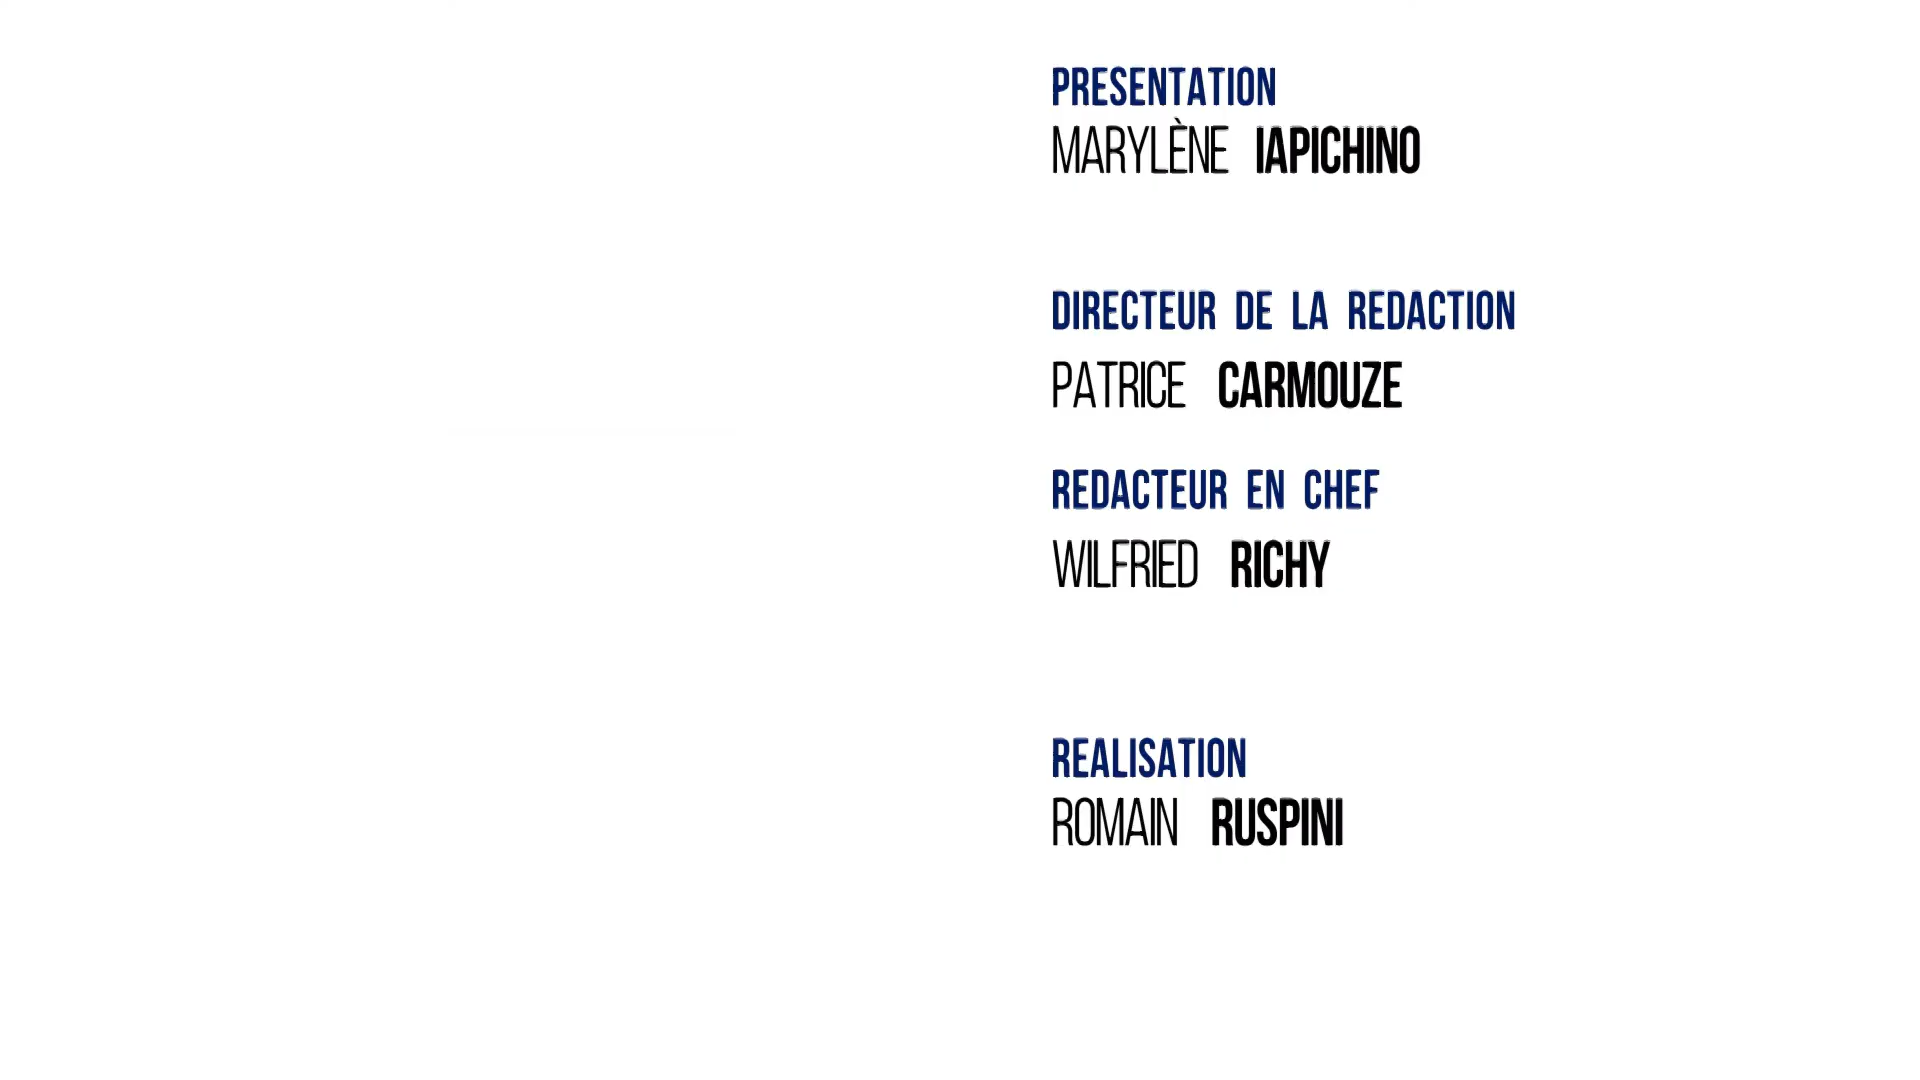 PRESENTATION
MARYLÈNE IAPICHINO
DIRECTEUR DE LA REDACTION
PATRICE CARMOUZE
REDACTEUR EN CHEF
WILFRIED RICHY
REALISATION
ROMAIN RUSPINI